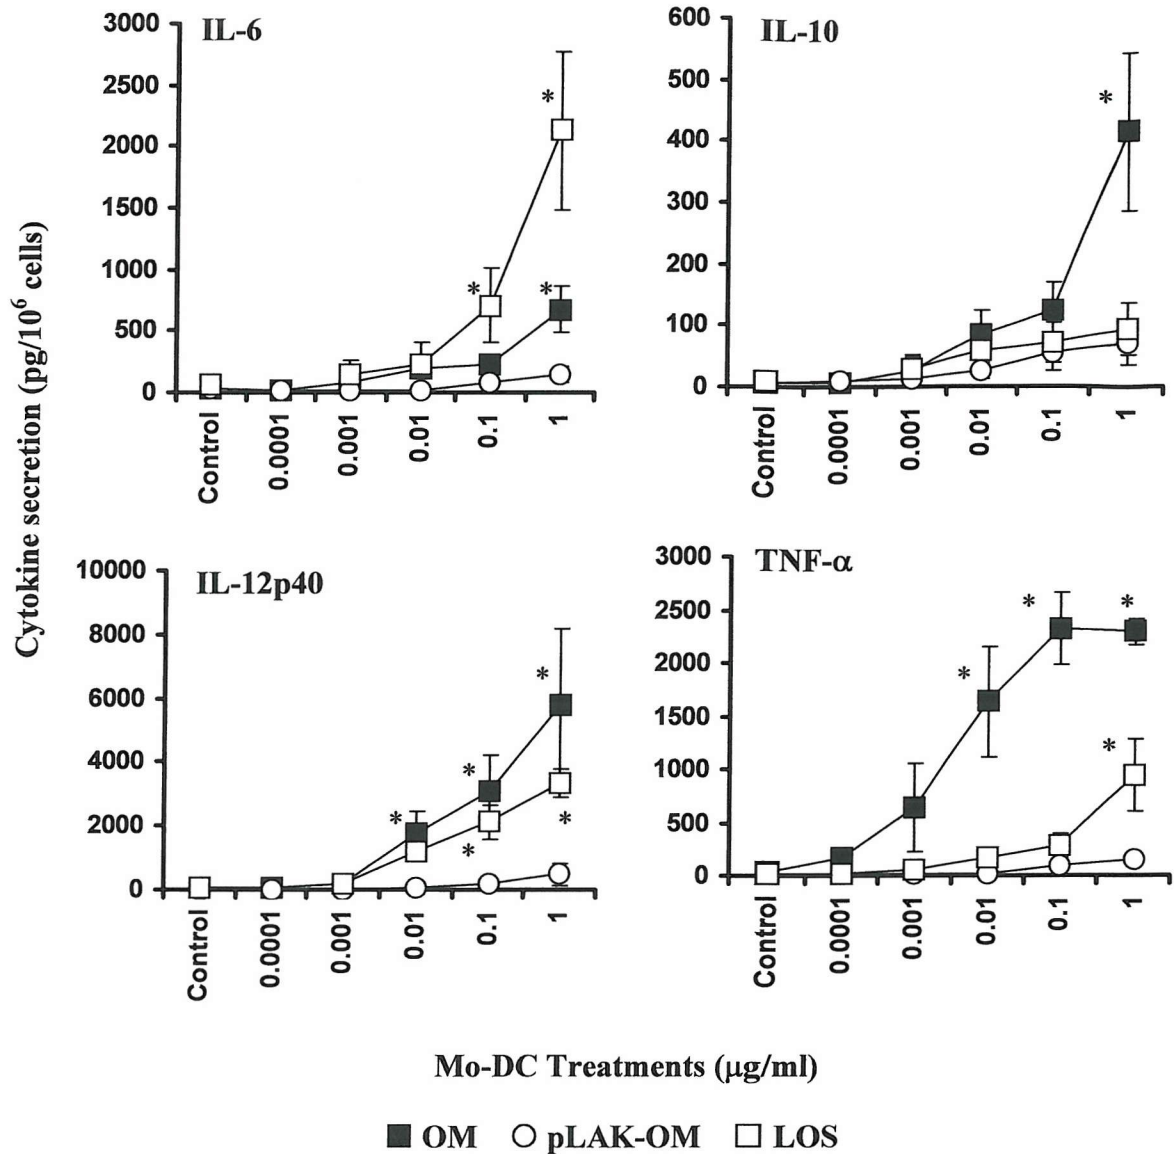 Cytokine secretion (pg/10⁶ cells)
IL-6
3000
2500
2000
1500
1000
500
0
* * *
Control 0.0001 0.001 0.01 0.1 1
IL-10
600
500
400
300
200
100
0
*
Control 0.0001 0.001 0.01 0.1 1
IL-12p40
10000
8000
6000
4000
2000
0
* * * * *
Control 0.0001 0.001 0.01 0.1 1
TNF-α
3000
2500
2000
1500
1000
500
0
* * * *
Control 0.0001 0.001 0.01 0.1 1
Mo-DC Treatments (μg/ml)
OM pLAK-OM LOS